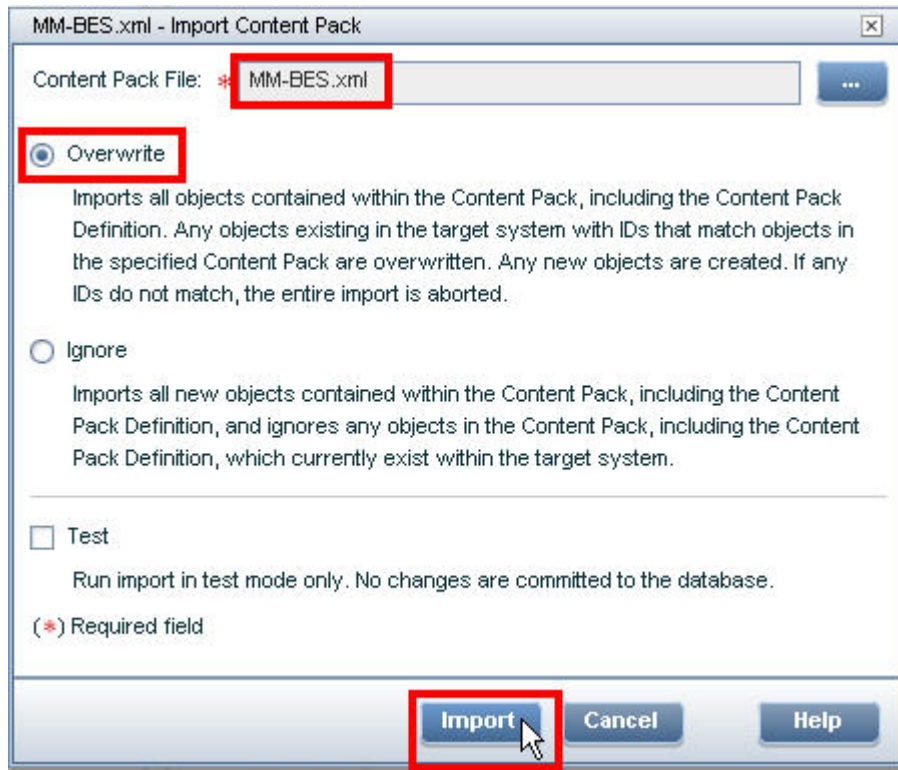 MM-BES.xml - Import Content Pack
Content Pack File: * MM-BES.xml ...
Overwrite
Imports all objects contained within the Content Pack, including the Content Pack
Definition. Any objects existing in the target system with IDs that match objects in
the specified Content Pack are overwritten. Any new objects are created. If any
IDs do not match, the entire import is aborted.
Ignore
Imports all new objects contained within the Content Pack, including the Content
Pack Definition, and ignores any objects in the Content Pack, including the Content
Pack Definition, which currently exist within the target system.
Test
Run import in test mode only. No changes are committed to the database.
(*) Required field
Import Cancel Help